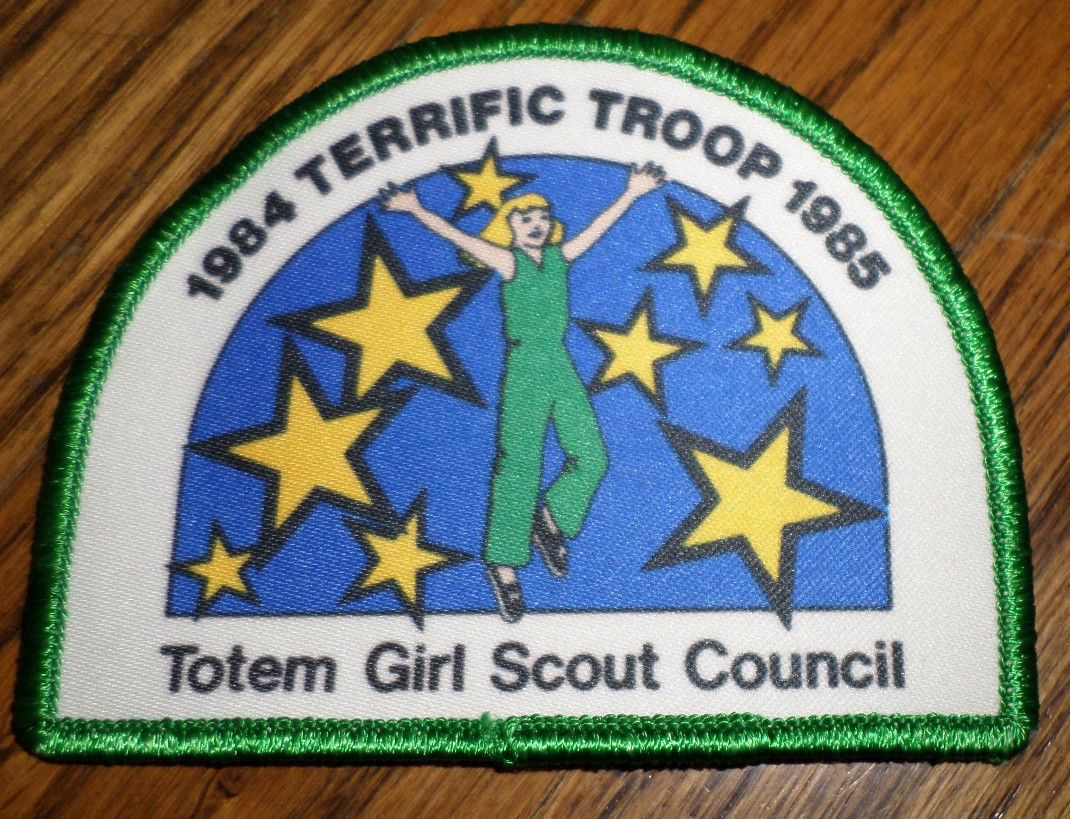 1984 TERRIFIC TROOP 1985
Totem Girl Scout Council